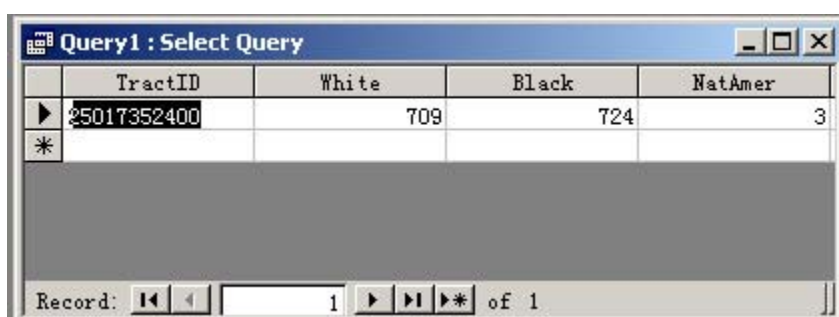 Query1 : Select Query
TractID White Black NatAmer
25017352400 709 724 3
Record: 1 of 1